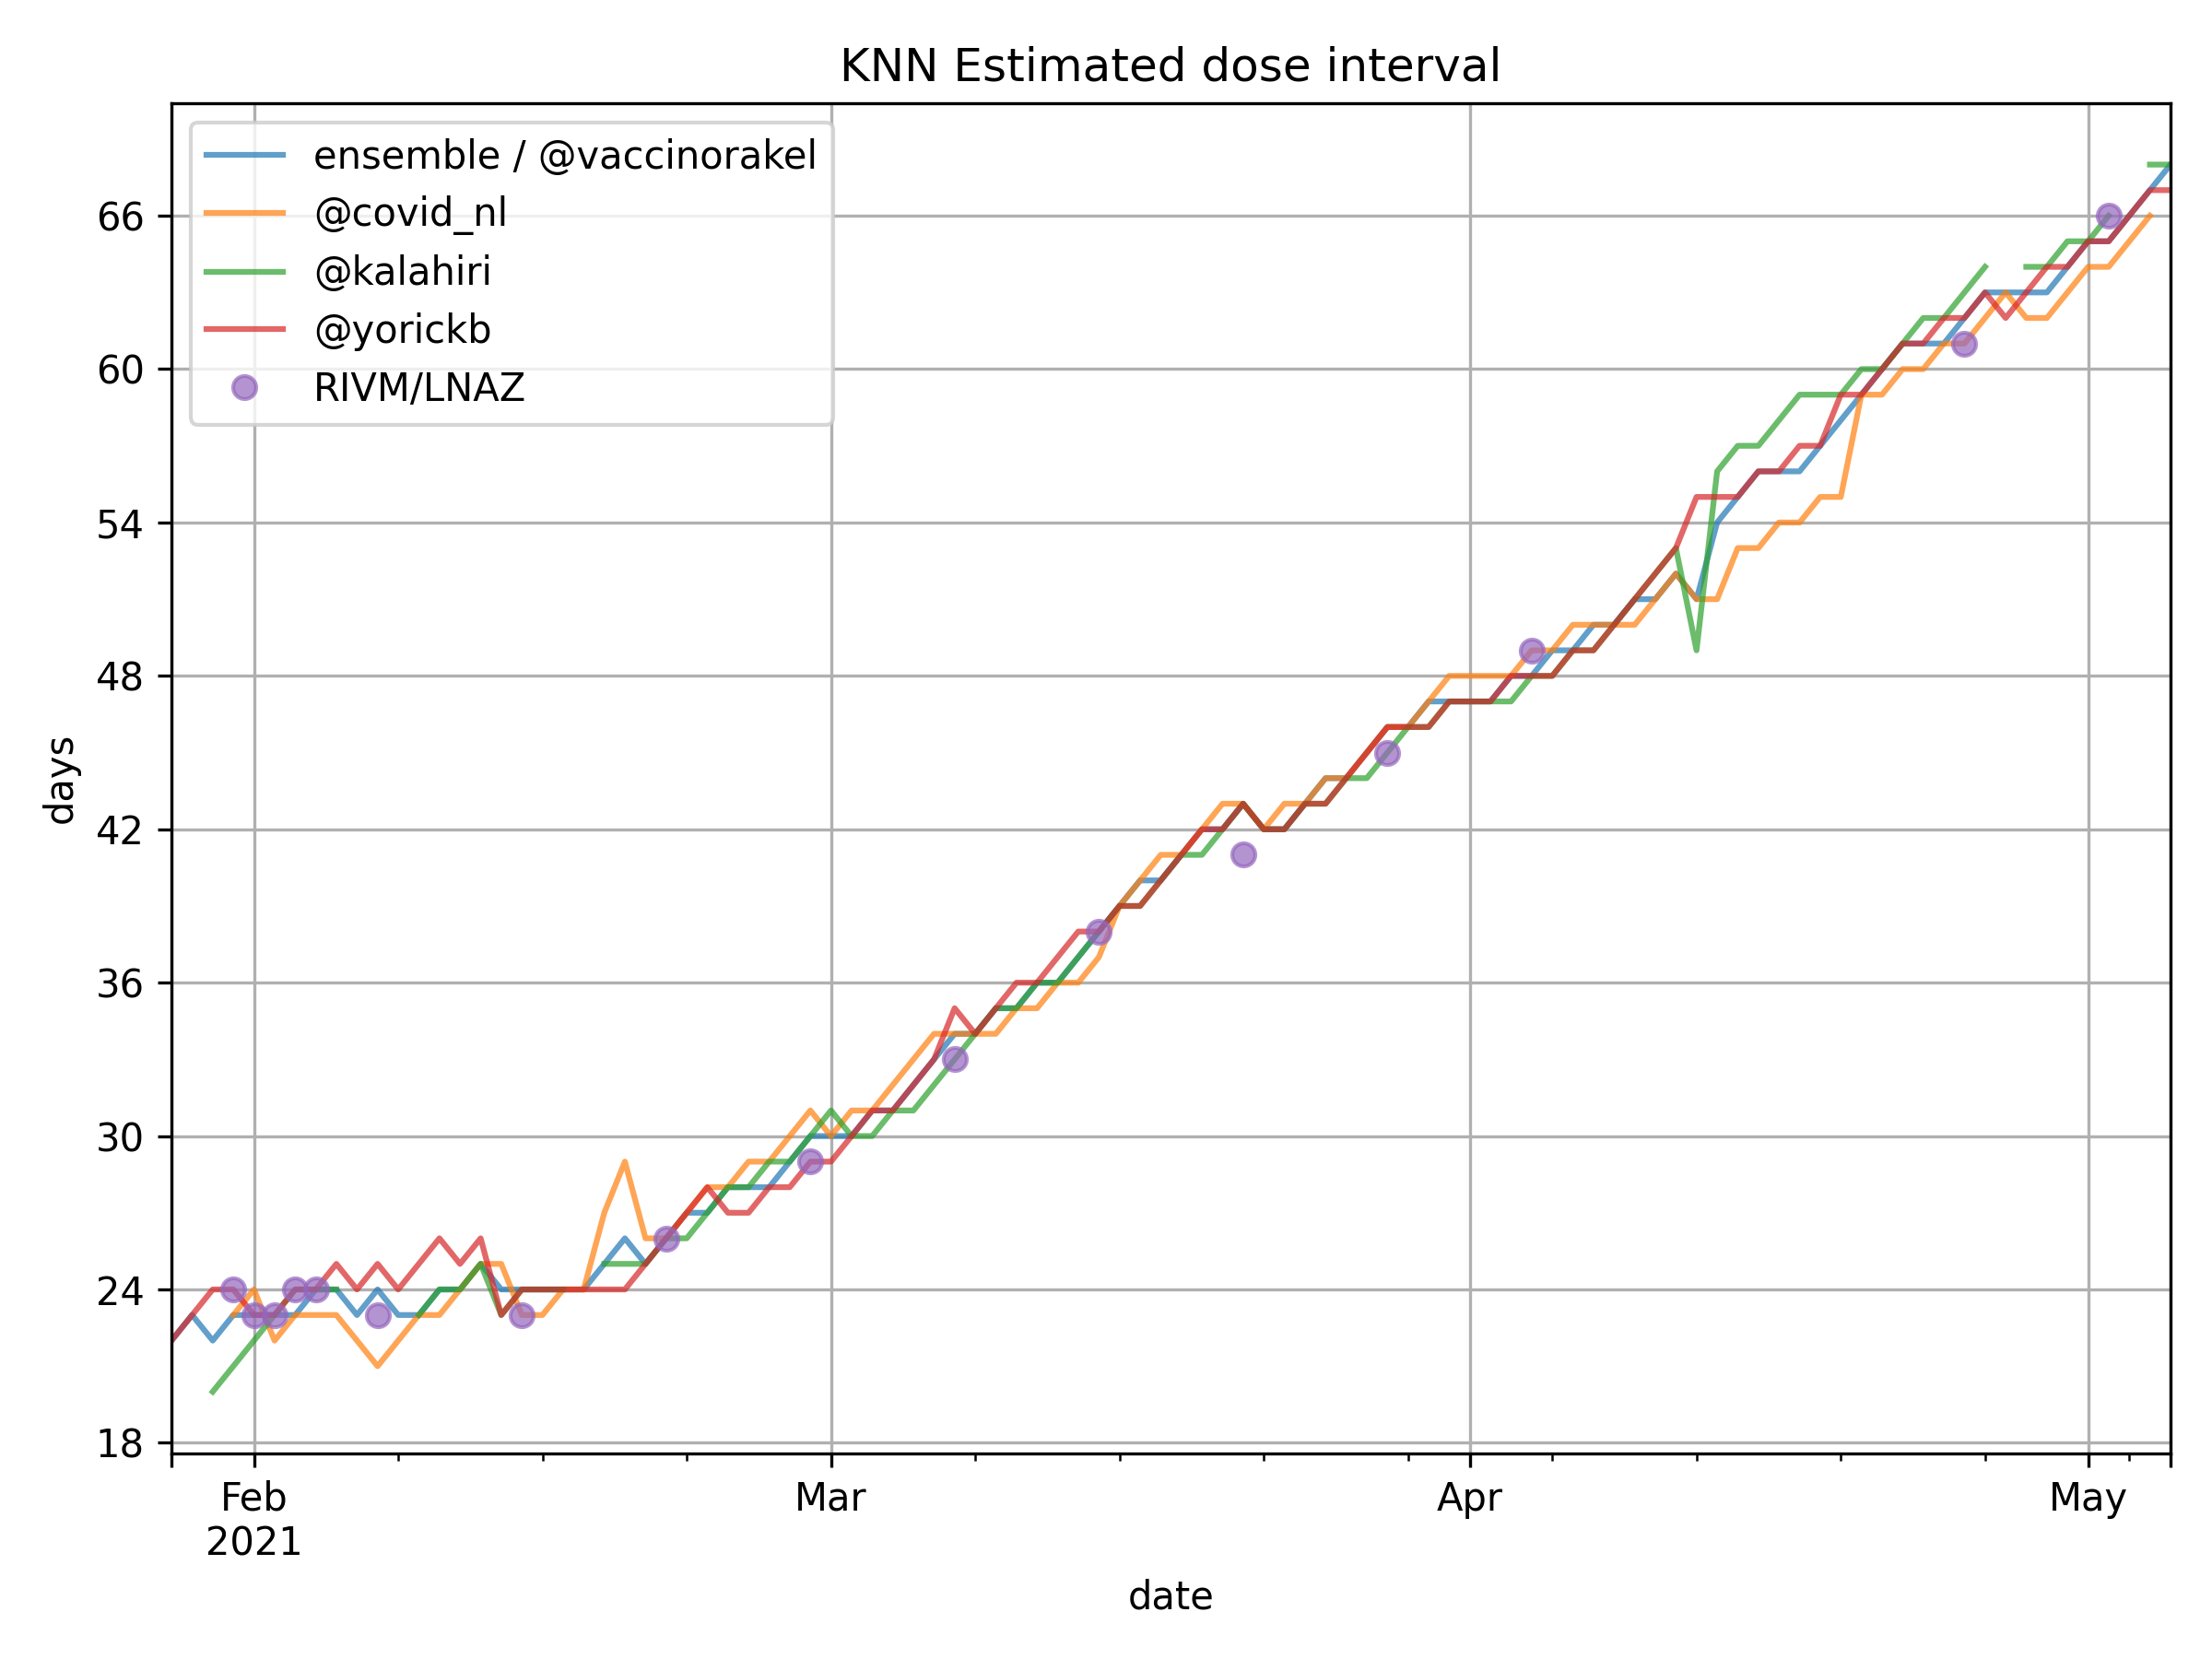 KNN Estimated dose interval
ensemble / @vaccinorakel
@covid_nl
@kalahiri
@yorickb
RIVM/LNAZ
66
60
54
48
42
36
30
24
18
days
Feb Mar Apr May
2021
date